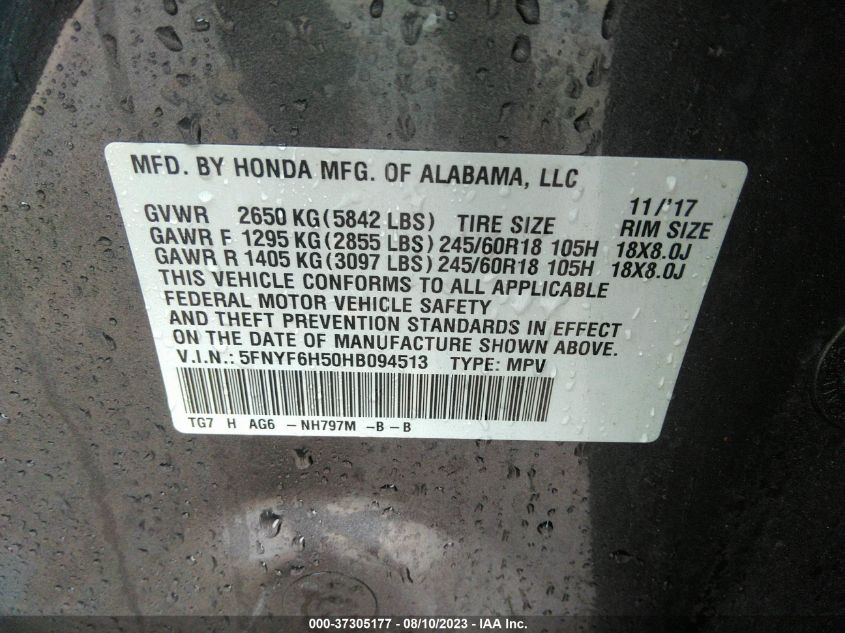 MFD. BY HONDA MFG. OF ALABAMA, LLC
11/'17
GVWR 2650 KG (5842 LBS) TIRE SIZE RIM SIZE
GAWR F 1295 KG (2855 LBS) 245/60R18 105H 18X8.0J
GAWR R 1405 KG (3097 LBS) 245/60R18 105H 18X8.0J
THIS VEHICLE CONFORMS TO ALL APPLICABLE
FEDERAL MOTOR VEHICLE SAFETY
AND THEFT PREVENTION STANDARDS IN EFFECT
ON THE DATE OF MANUFACTURE SHOWN ABOVE.
V.I.N.: 5FNYF6H50HB094513 TYPE: MPV
TG7 H AG6 -NH797M -B-B
000-37305177 - 08/10/2023 - IAA Inc.